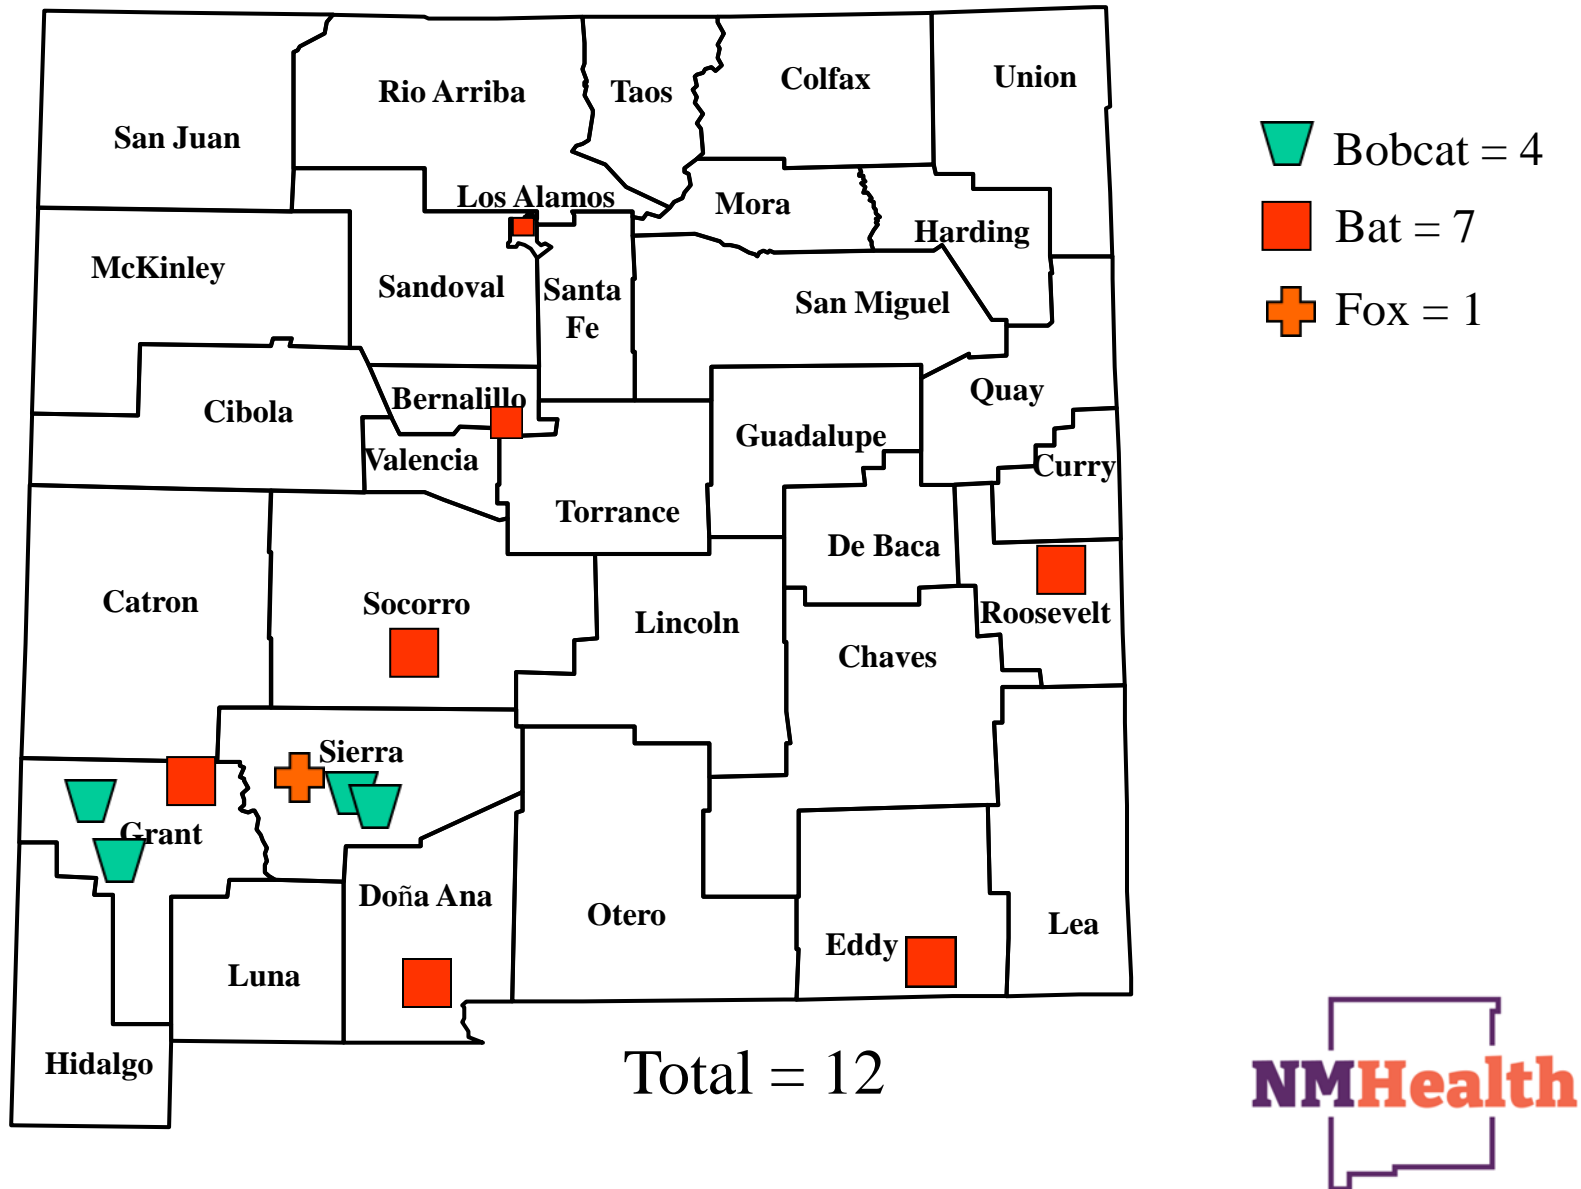 Rio Arriba
Taos
Colfax
Union
San Juan
Los Alamos
Mora
Harding
McKinley
Sandoval
Santa
Fe
San Miguel
Bernalillo
Cibola
Quay
Guadalupe
Valencia
Curry
Torrance
De Baca
Catron
Socorro
Lincoln
Roosevelt
Chaves
Sierra
Grant
Doña Ana
Otero
Eddy
Lea
Luna
Hidalgo
Bobcat = 4
Bat = 7
Fox = 1
Total = 12
NMHealth